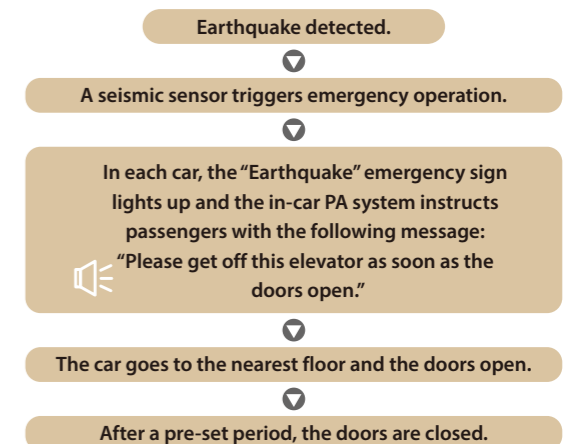 Earthquake detected.
A seismic sensor triggers emergency operation.
In each car, the “Earthquake” emergency sign
lights up and the in-car PA system instructs
passengers with the following message:
“Please get off this elevator as soon as the
doors open.”
The car goes to the nearest floor and the doors open.
After a pre-set period, the doors are closed.